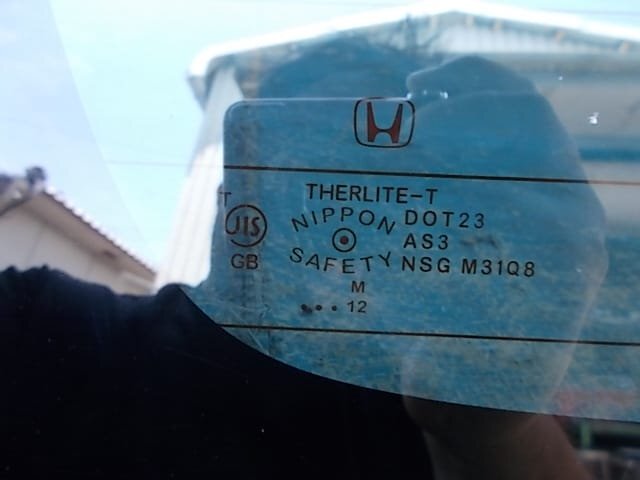 THERLITE-T
T
JIS
GB
NIPPON
SAFETY
DOT23
AS3
NSG M31Q8
M
••• 12